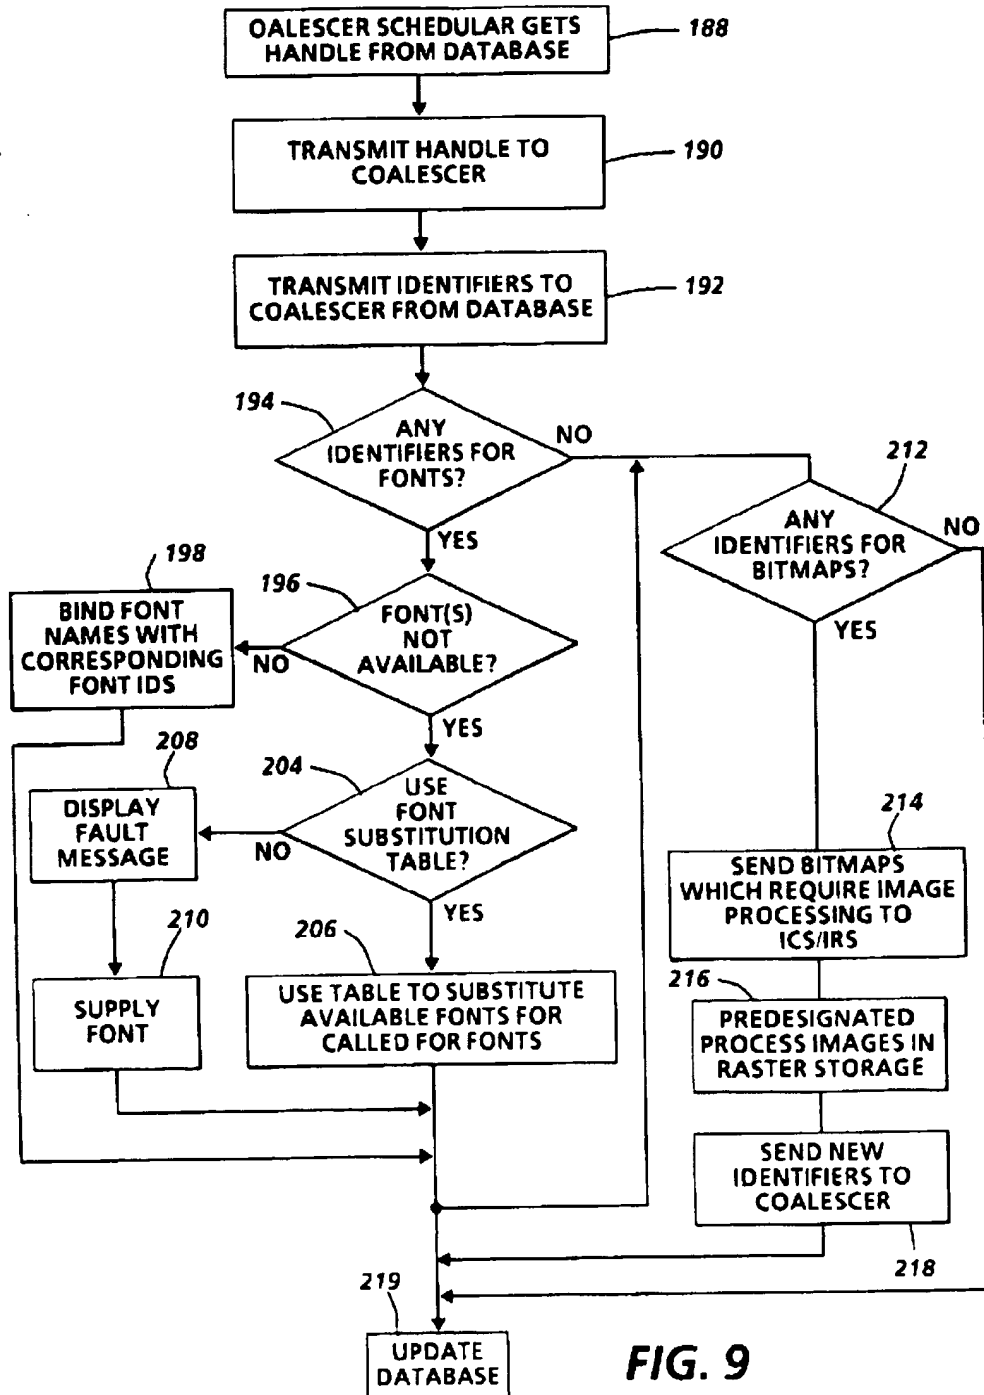 OALESCER SCHEDULAR GETS
HANDLE FROM DATABASE
188
TRANSMIT HANDLE TO
COALESCER
190
TRANSMIT IDENTIFIERS TO
COALESCER FROM DATABASE
192
194
ANY
IDENTIFIERS FOR
FONTS?
NO
YES
212
ANY
IDENTIFIERS FOR
BITMAPS?
NO
YES
198
BIND FONT
NAMES WITH
CORRESPONDING
FONT IDS
196
FONT(S)
NOT
AVAILABLE?
NO
YES
208
DISPLAY
FAULT
MESSAGE
204
USE
FONT
SUBSTITUTION
TABLE?
NO
YES
214
SEND BITMAPS
WHICH REQUIRE IMAGE
PROCESSING TO
ICS/IRS
210
SUPPLY
FONT
206
USE TABLE TO SUBSTITUTE
AVAILABLE FONTS FOR
CALLED FOR FONTS
216
PREDESIGNATED
PROCESS IMAGES IN
RASTER STORAGE
SEND NEW
IDENTIFIERS TO
COALESCER
218
219
UPDATE
DATABASE
FIG. 9